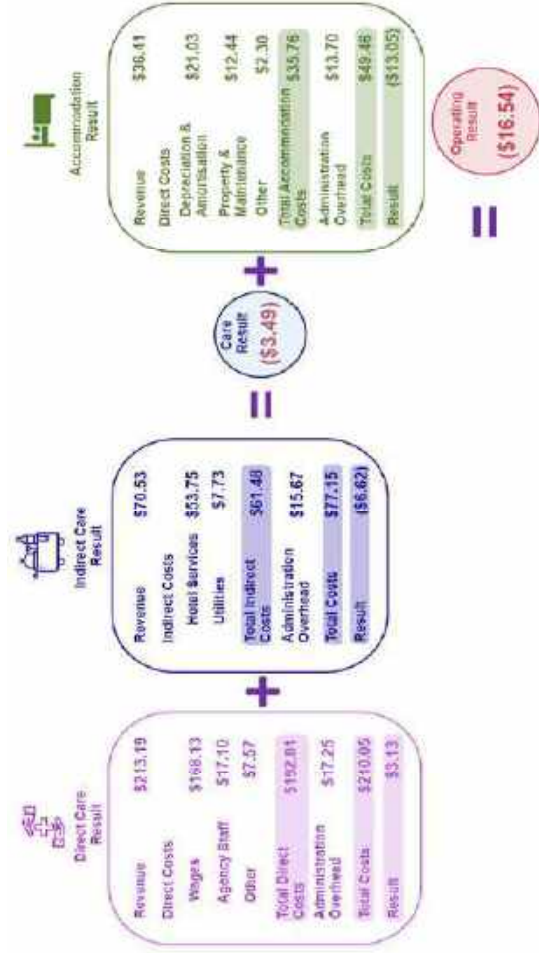 Direct Care
Result
Revenue $213.19
Direct Costs
Wages $168.13
Agency Staff $17.10
Other $7.57
Total Direct
Costs $192.81
Administration
Overhead $17.25
Total Costs $210.05
Result $3.13
+
Indirect Care
Result
Revenue $70.53
Indirect Costs
Hotel Services $53.75
Utilities $7.73
Total Indirect
Costs $61.48
Administration
Overhead $15.67
Total Costs $77.15
Result ($6.62)
=
Care
Result
($3.49)
+
Accommodation
Result
Revenue $36.41
Direct Costs
Depreciation &
Amortisation $21.03
Property &
Maintenance $12.44
Other $2.30
Total Accommodation
Costs $35.76
Administration
Overhead $13.70
Total Costs $49.46
Result ($13.05)
=
Operating
Result
($16.54)